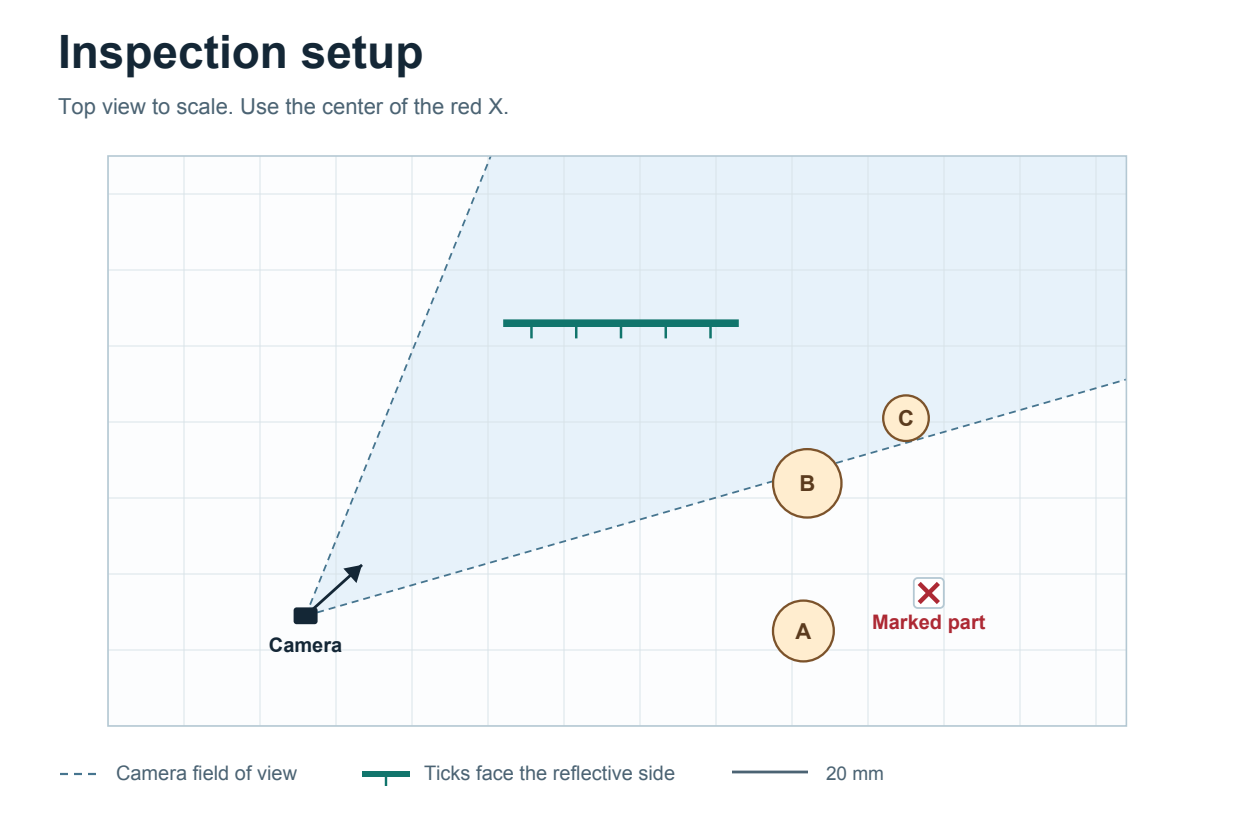 Inspection setup
Top view to scale. Use the center of the red X.
C
B
A
Marked part
Camera
Camera field of view
Ticks face the reflective side
20 mm